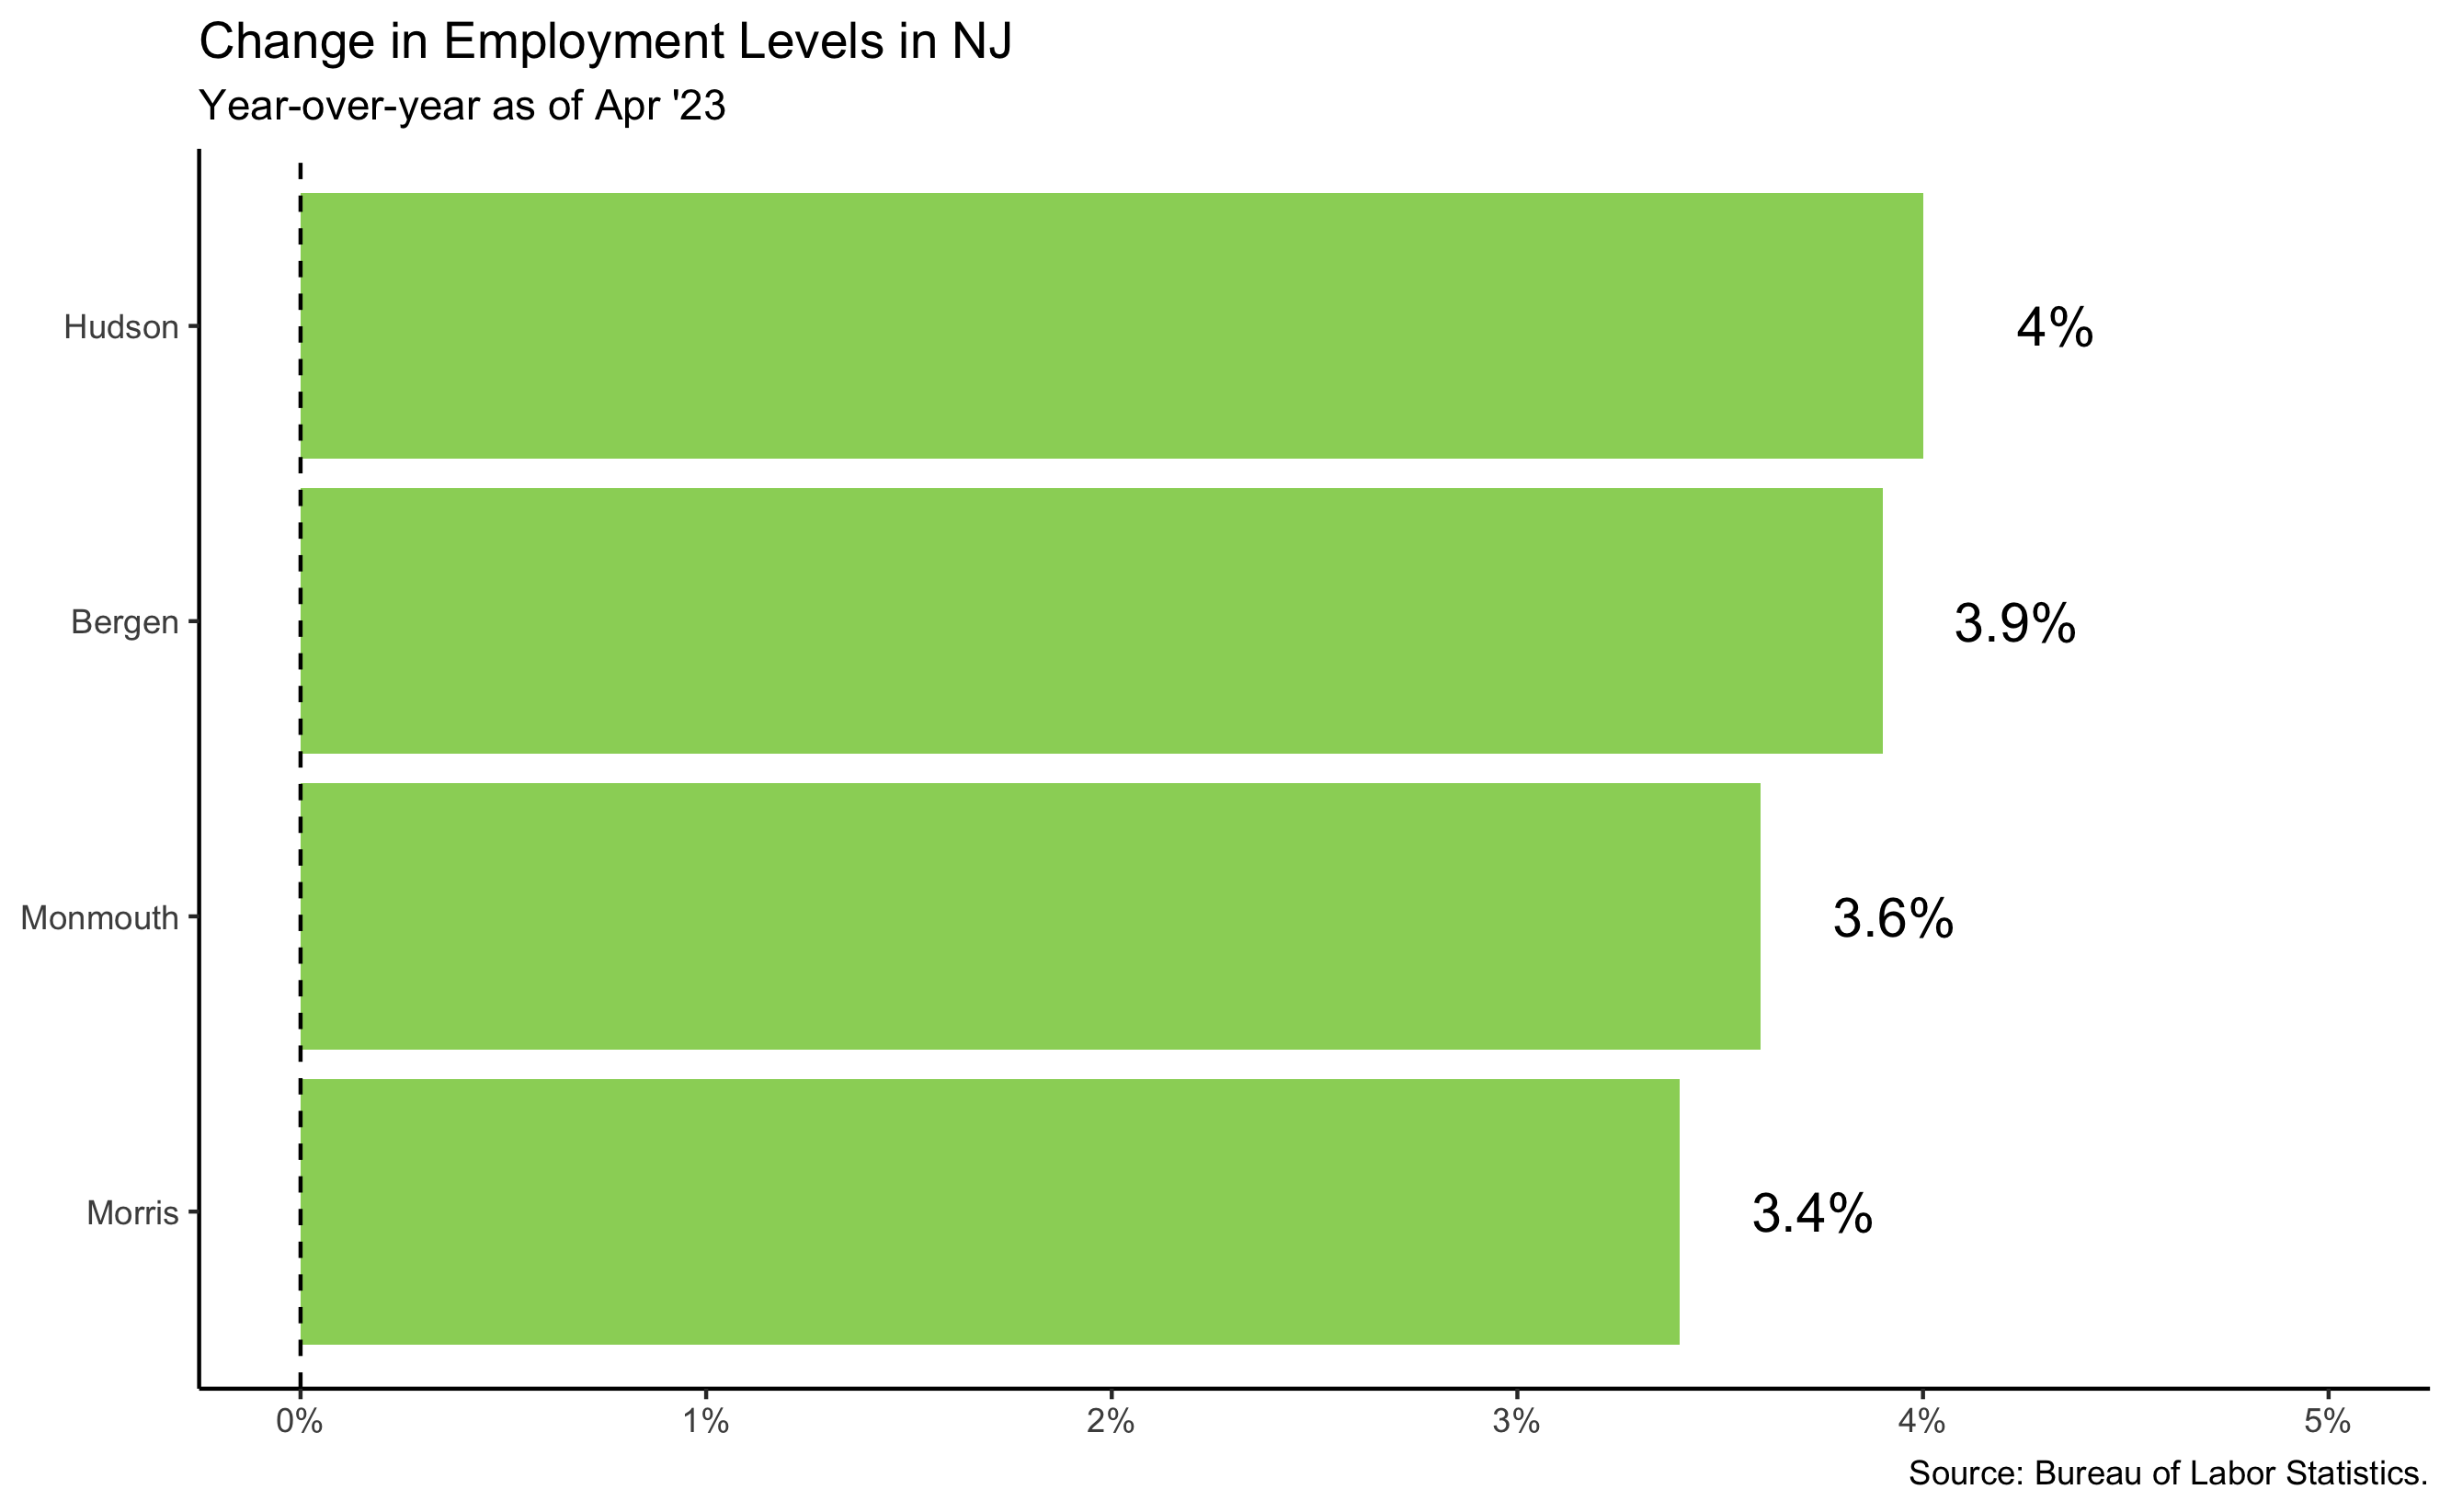 Change in Employment Levels in NJ
Year-over-year as of Apr '23
Hudson
4%
Bergen
3.9%
Monmouth
3.6%
Morris
3.4%
0% 1% 2% 3% 4% 5%
Source: Bureau of Labor Statistics.